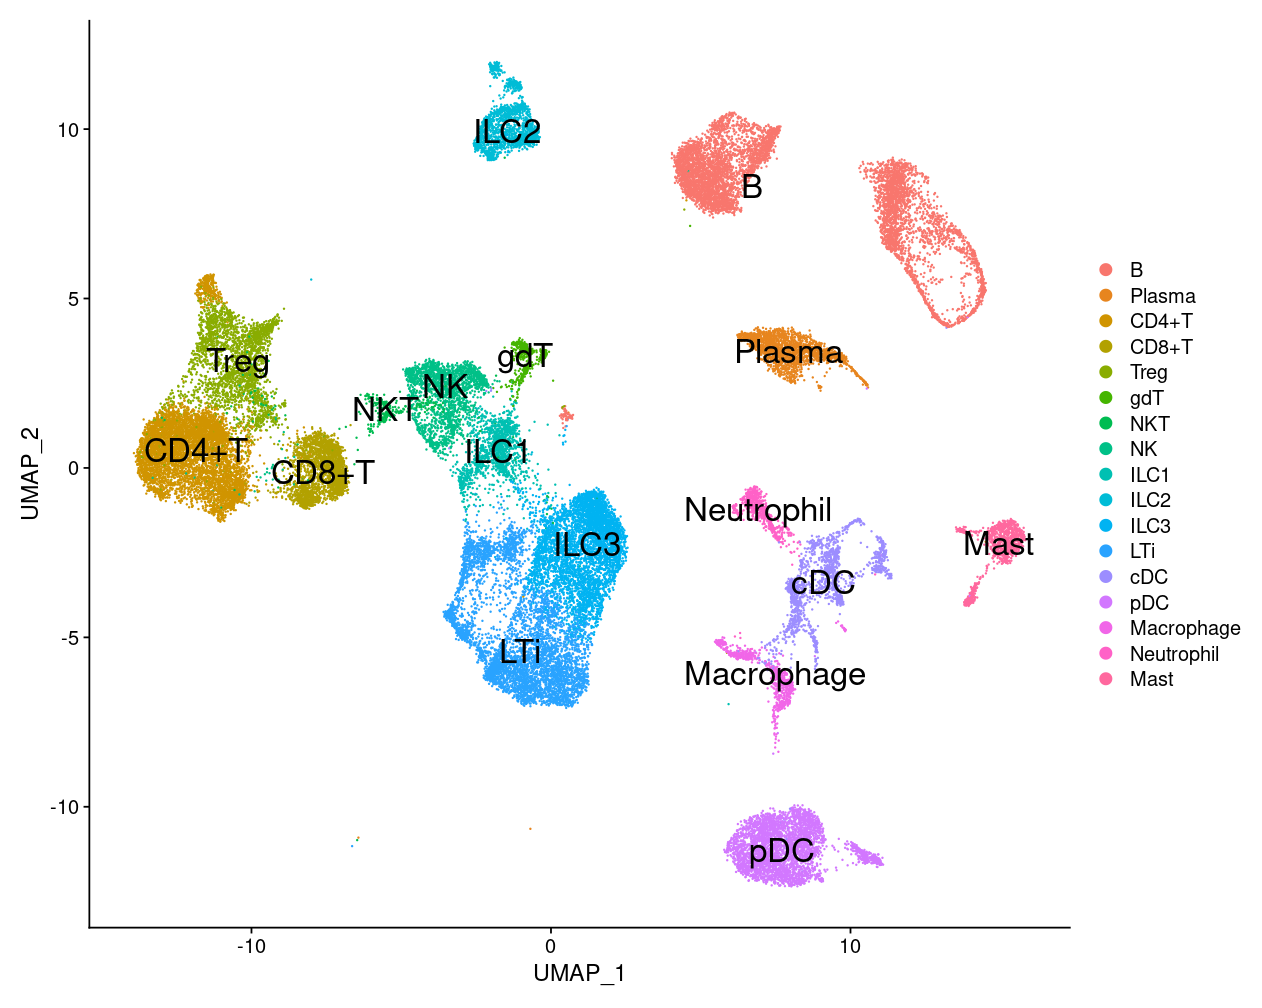 ILC2
B
Treg
gdT
Plasma
NK
NKT
CD4+T
CD8+T
ILC1
Neutrophil
ILC3
Mast
cDC
LTi
Macrophage
pDC
10
5
0
-5
-10
UMAP_2
-10
0
10
UMAP_1
B
Plasma
CD4+T
CD8+T
Treg
gdT
NKT
NK
ILC1
ILC2
ILC3
LTi
cDC
pDC
Macrophage
Neutrophil
Mast